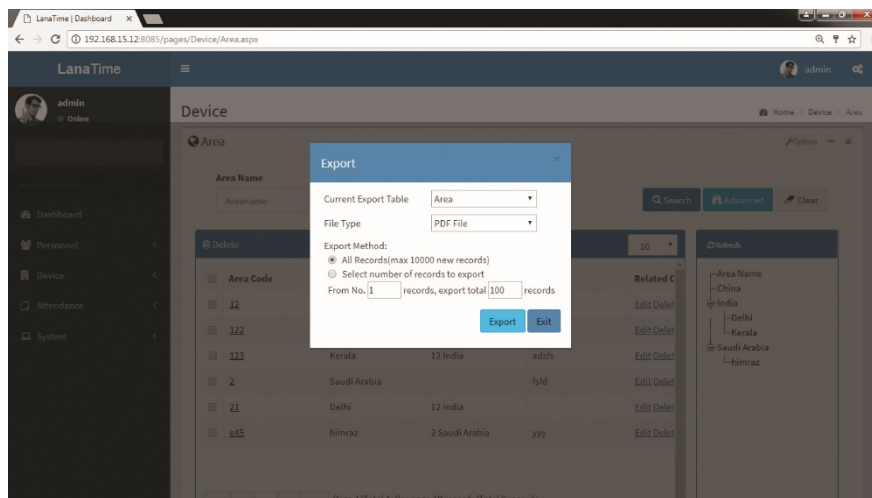 LanaTime | Dashboard
192.168.15.12:8085/pages/Device/Area.aspx
LanaTime
admin
admin
Online
Device
Home > Device > Area
Area
Option
Area Name
Areaname
Search
Advanced
Clear
Dashboard
Personnel
Device
Attendance
System
Delete
10
Refresh
Export
Current Export Table Area
File Type PDF File
Export Method:
All Records(max 10000 new records)
Select number of records to export
From No. 1 records, export total 100 records
Export Exit
Area Code Related C
12 Edit Delet
122 Edit Delet
123 Kerala 12 India adsfs Edit Delet
2 Saudi Arabia fsfd Edit Delet
21 Delhi 12 India Edit Delet
e45 himraz 2 Saudi Arabia yyy Edit Delet
Area Name
China
India
Delhi
Kerala
Saudi Arabia
himraz